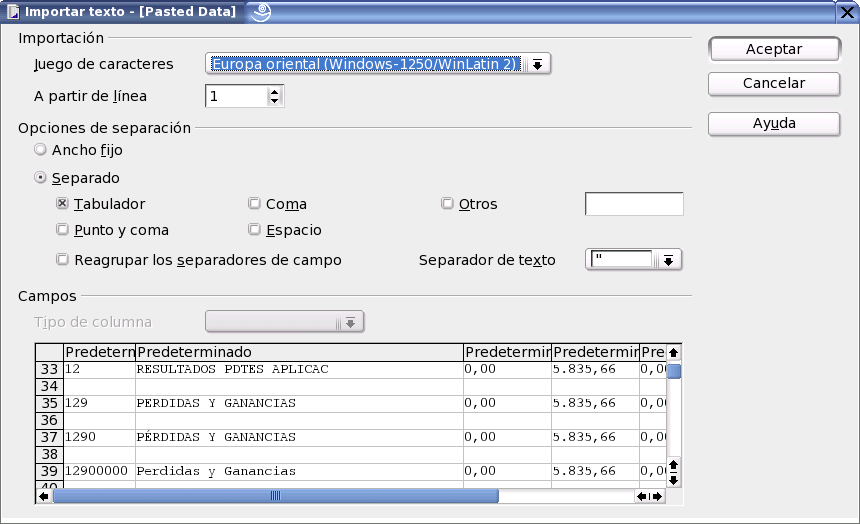 Importar texto - [Pasted Data]
Importación
Juego de caracteres Europa oriental (Windows-1250/WinLatin 2)
A partir de línea 1
Aceptar
Cancelar
Ayuda
Opciones de separación
Ancho fijo
Separado
Tabulador Coma Otros
Punto y coma Espacio
Reagrupar los separadores de campo Separador de texto "
Campos
Tipo de columna
Predetern Predeterminado Predetermir Predetermir Pre
33 12 RESULTADOS PDTES APLICAC 0,00 5.835,66 0,0
34
35 129 PERDIDAS Y GANANCIAS 0,00 5.835,66 0,0
36
37 1290 PÉRDIDAS Y GANANCIAS 0,00 5.835,66 0,0
38
39 12900000 Perdidas y Ganancias 0,00 5.835,66 0,0
40